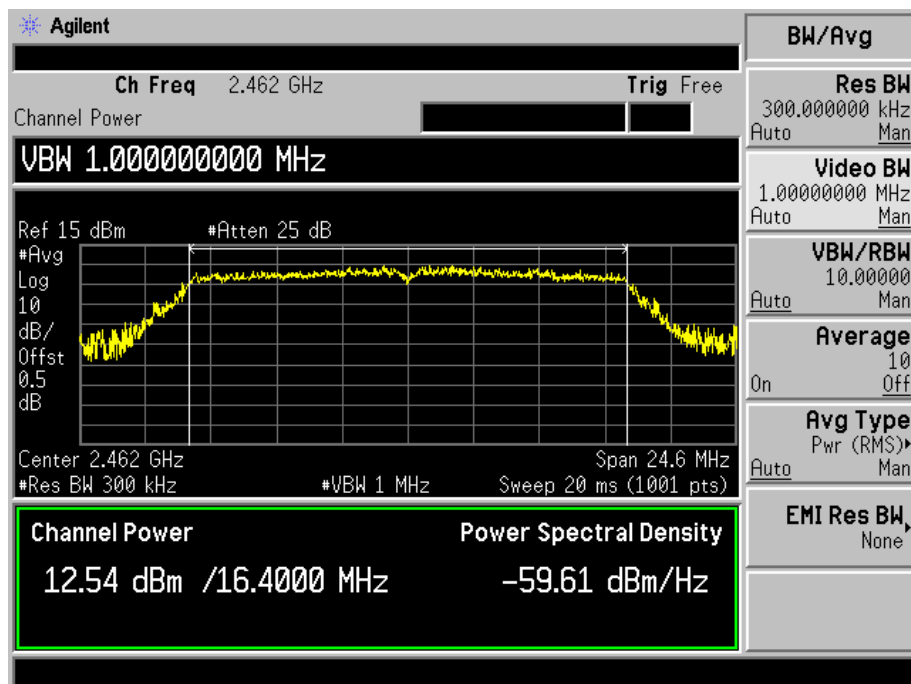 Agilent
Ch Freq 2.462 GHz Trig Free
Channel Power
VBW 1.000000000 MHz
Ref 15 dBm #Atten 25 dB
#Avg
Log
10
dB/
Offst
0.5
dB
Center 2.462 GHz Span 24.6 MHz
#Res BW 300 kHz #VBW 1 MHz Sweep 20 ms (1001 pts)
Channel Power Power Spectral Density
12.54 dBm /16.4000 MHz -59.61 dBm/Hz
BW/Avg
Res BW
300.000000 kHz
Auto Man
Video BW
1.00000000 MHz
Auto Man
VBW/RBW
10.00000
Auto Man
Average
10
On Off
Avg Type
Pwr (RMS)
Auto Man
EMI Res BW
None